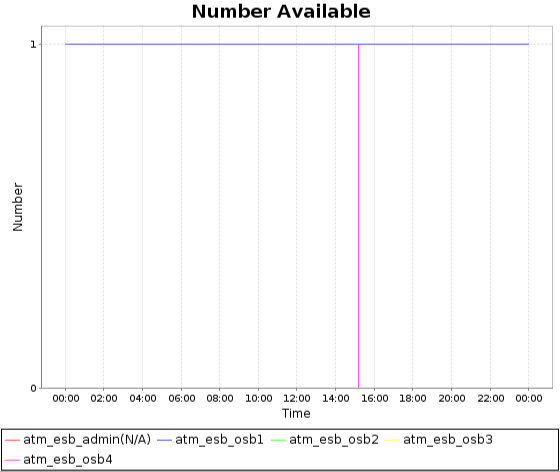 Number Available
1
Number
0
00:00 02:00 04:00 06:00 08:00 10:00 12:00 14:00 16:00 18:00 20:00 22:00 00:00
Time
atm_esb_admin(N/A) atm_esb_osb1 atm_esb_osb2 atm_esb_osb3
atm_esb_osb4